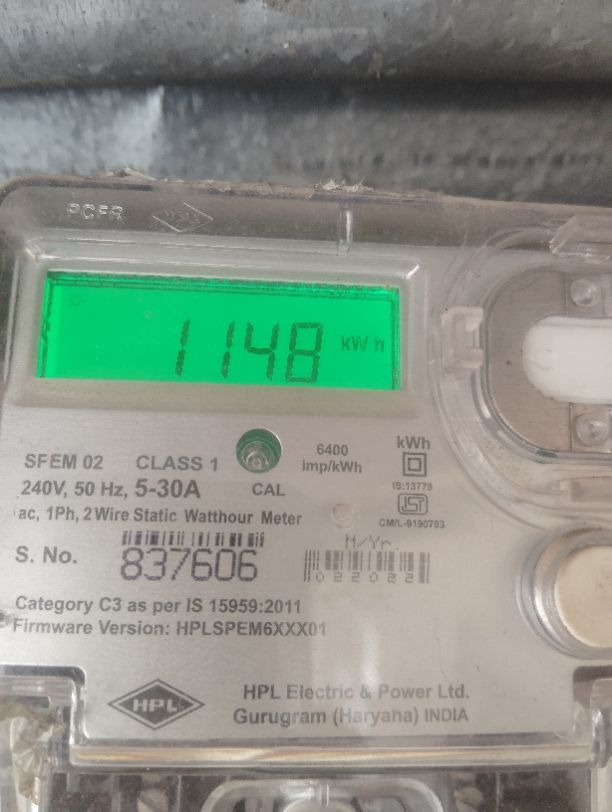 PCFR
1148 kWh
SFEM 02 CLASS 1
6400
imp/kWh
kWh
240V, 50 Hz, 5-30A CAL
IS:13779
ac, 1Ph, 2 Wire Static Watthour Meter
CM/L-9190783
S. No. 837606
M/Yr.
022022
Category C3 as per IS 15959:2011
Firmware Version: HPLSPEM6XXX01
HPL
HPL Electric & Power Ltd.
Gurugram (Haryaha) INDIA